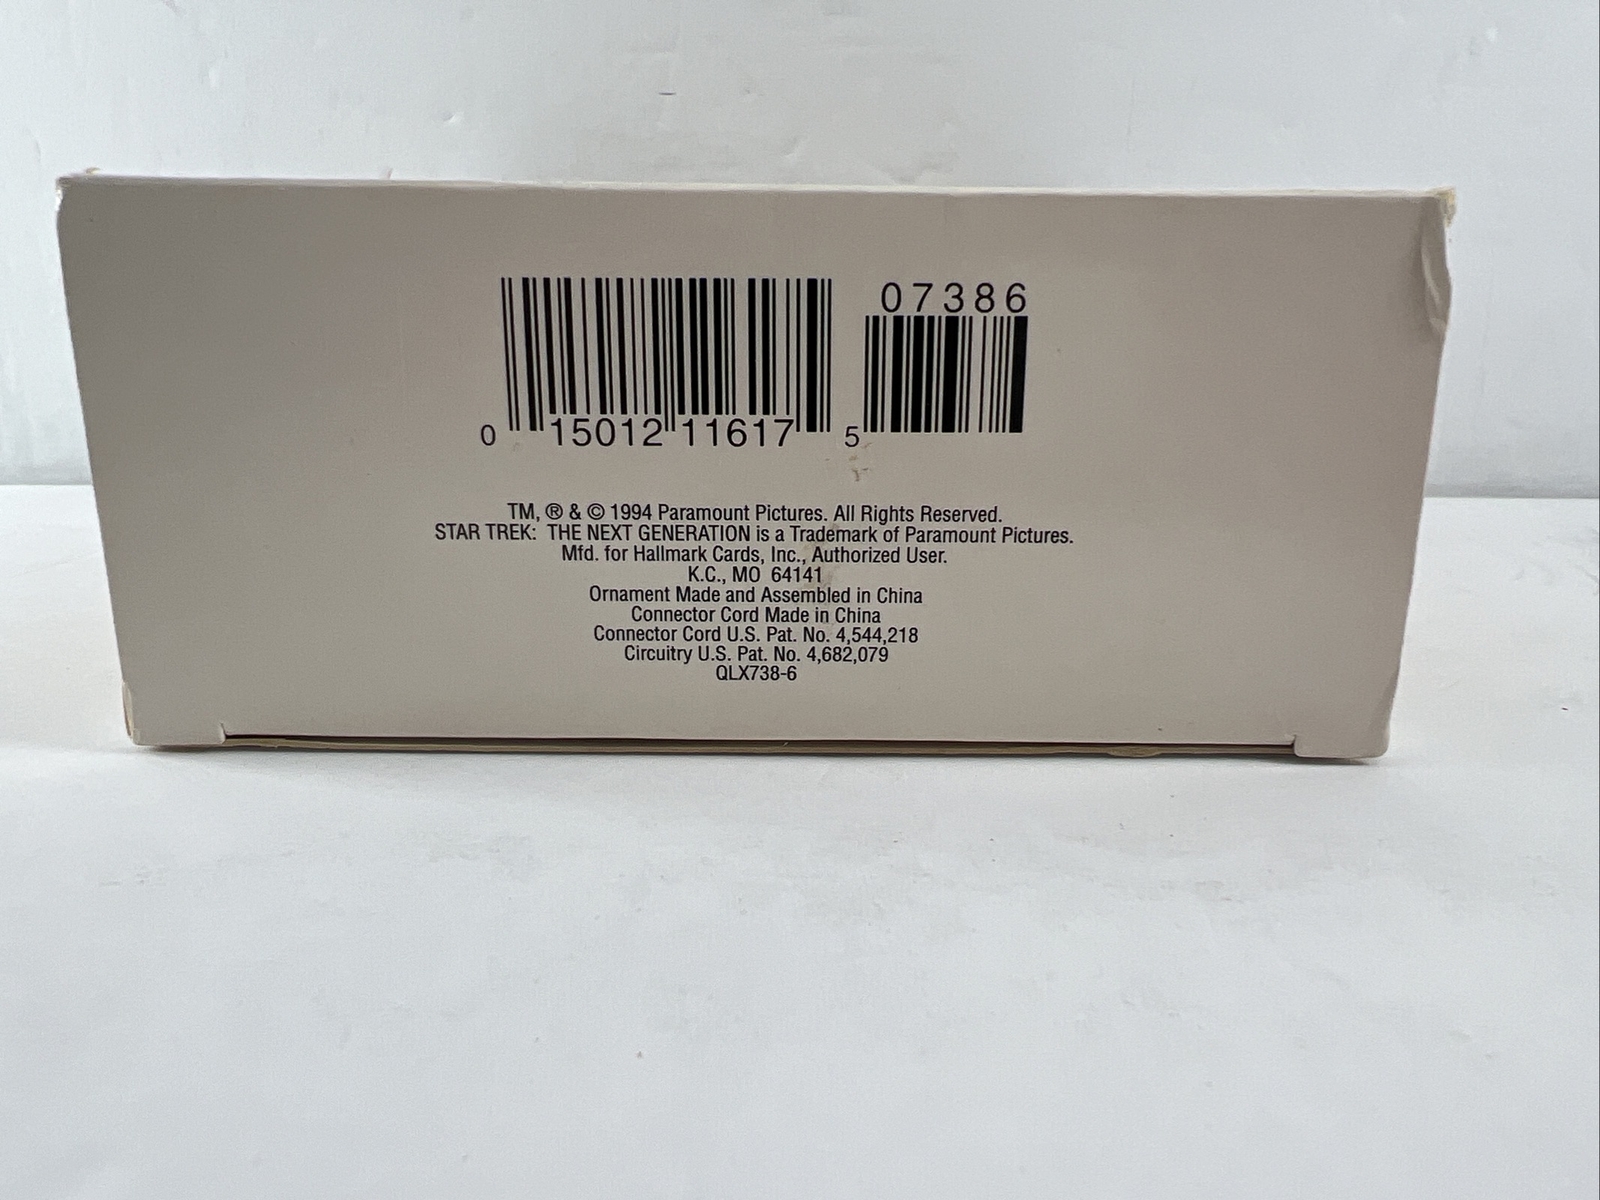 07386
0 15012 11617 5
TM, ® & © 1994 Paramount Pictures. All Rights Reserved.
STAR TREK: THE NEXT GENERATION is a Trademark of Paramount Pictures.
Mfd. for Hallmark Cards, Inc., Authorized User.
K.C., MO 64141
Ornament Made and Assembled in China
Connector Cord Made in China
Connector Cord U.S. Pat. No. 4,544,218
Circuitry U.S. Pat. No. 4,682,079
QLX738-6